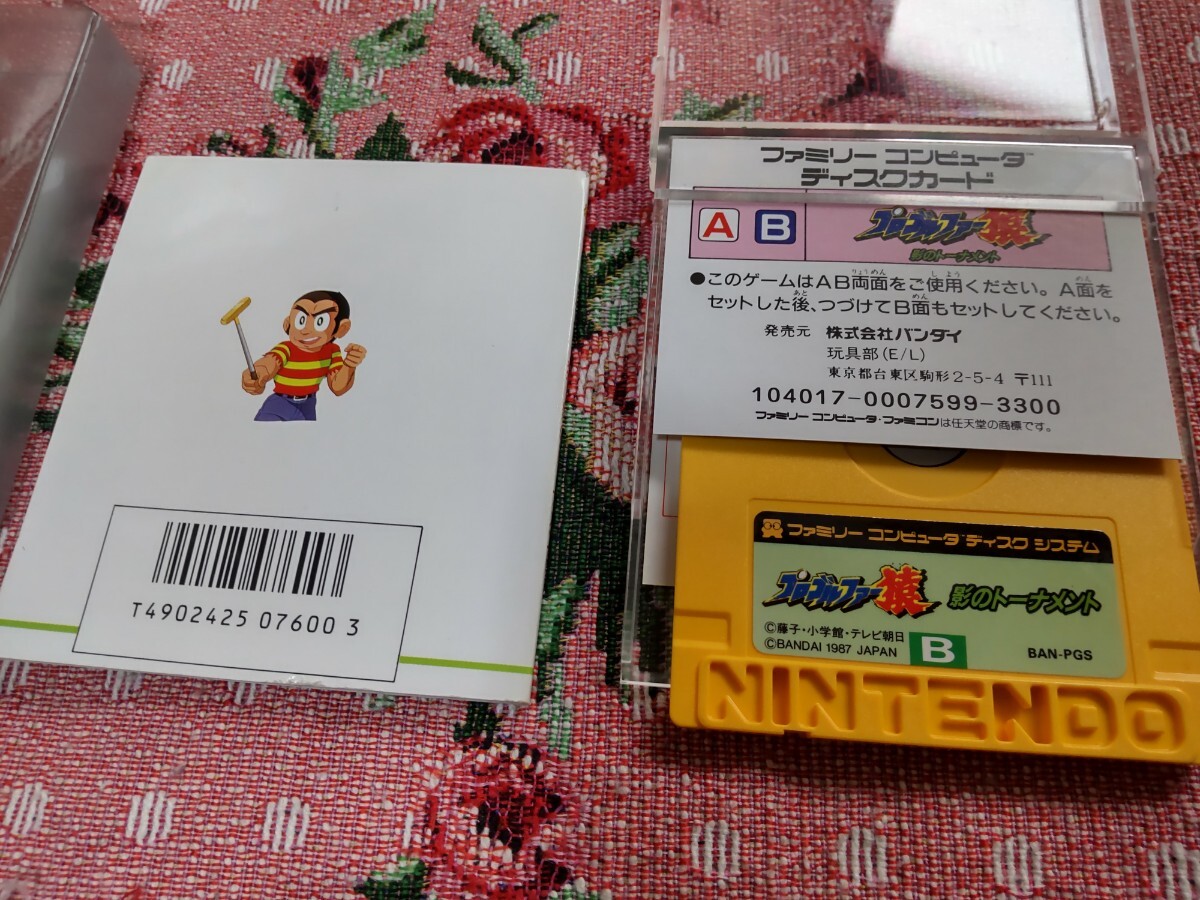 T4902425 07600 3
ファミリー コンピュータ™
ディスクカード
A B
プロゴルファー猿
影のトーナメント
●このゲームはAB両面をご使用ください。A面を
セットした後、つづけてB面もセットしてください。
発売元 株式会社バンダイ
玩具部(E/L)
東京都台東区駒形2-5-4 〒111
104017-0007599-3300
ファミリー コンピュータ・ファミコンは任天堂の商標です。
ファミリー コンピュータ™ ディスク システム
プロゴルファー猿 影のトーナメント
©藤子・小学館・テレビ朝日
©BANDAI 1987 JAPAN B BAN-PGS
NINTENDO